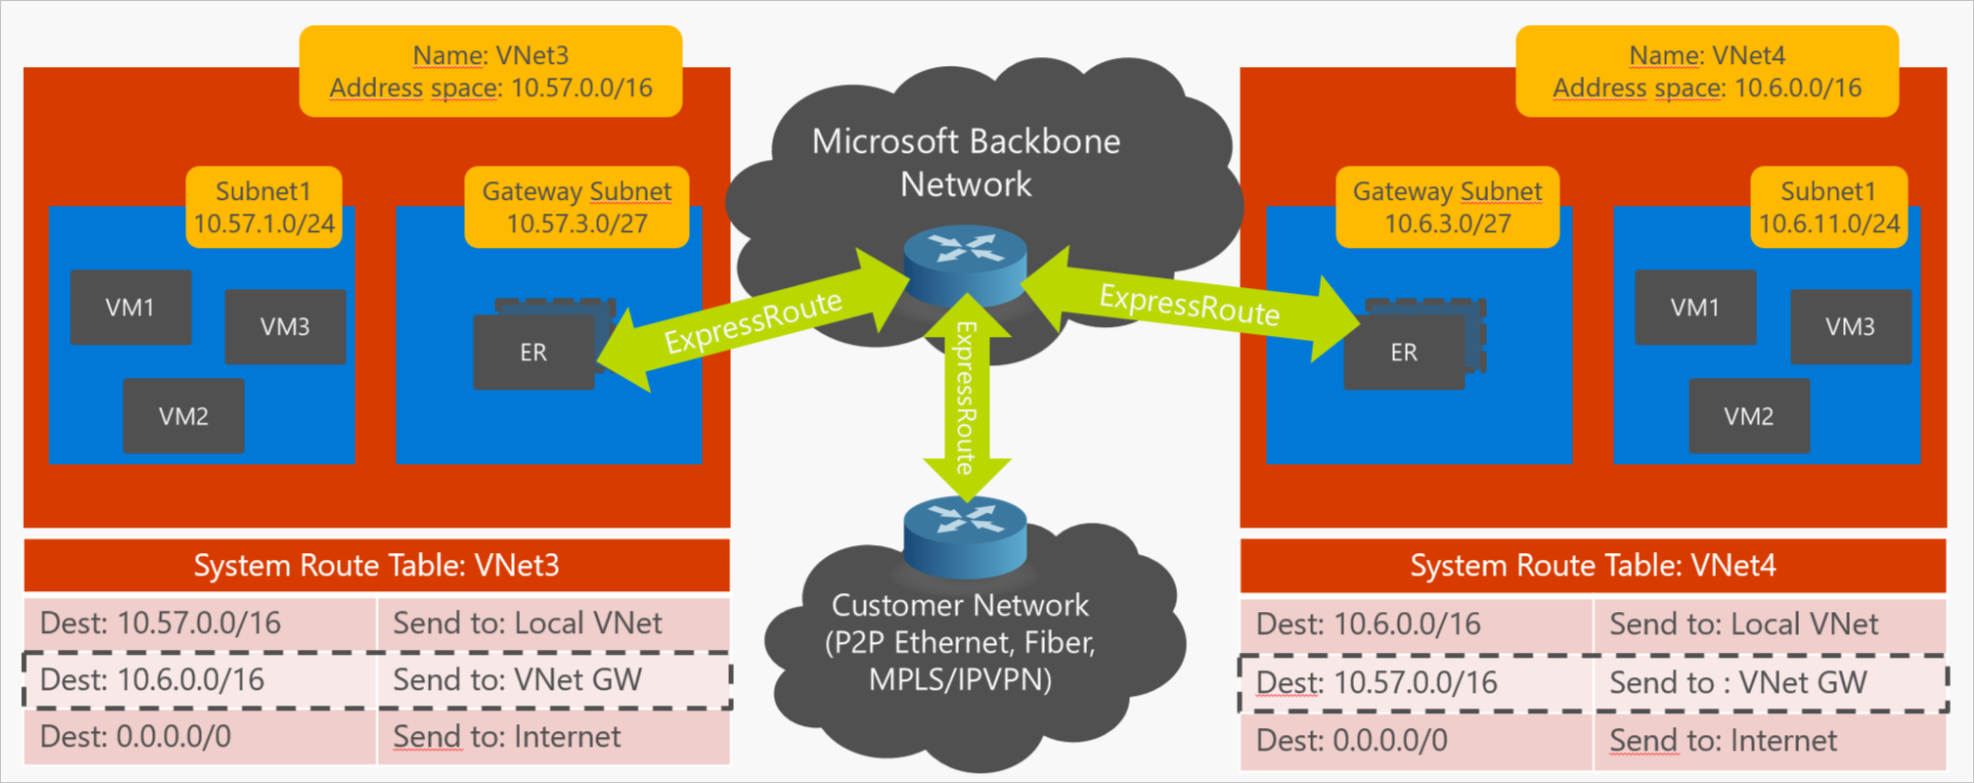 Name: VNet3
Address space: 10.57.0.0/16
Subnet1
10.57.1.0/24
Gateway Subnet
10.57.3.0/27
VM1
VM3
VM2
ER
ExpressRoute
Microsoft Backbone
Network
ExpressRoute
ExpressRoute
Customer Network
(P2P Ethernet, Fiber,
MPLS/IPVPN)
Name: VNet4
Address space: 10.6.0.0/16
Gateway Subnet
10.6.3.0/27
Subnet1
10.6.11.0/24
ER
VM1
VM3
VM2
System Route Table: VNet3
Dest: 10.57.0.0/16 Send to: Local VNet
Dest: 10.6.0.0/16 Send to: VNet GW
Dest: 0.0.0.0/0 Send to: Internet
System Route Table: VNet4
Dest: 10.6.0.0/16 Send to: Local VNet
Dest: 10.57.0.0/16 Send to : VNet GW
Dest: 0.0.0.0/0 Send to: Internet